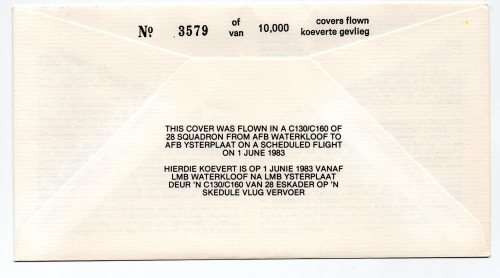 № 3579 of 10,000 covers flown
van koeverte gevlieg
THIS COVER WAS FLOWN IN A C130/C160 OF
28 SQUADRON FROM AFB WATERKLOOF TO
AFB YSTERPLAAT ON A SCHEDULED FLIGHT
ON 1 JUNE 1983
HIERDIE KOEVERT IS OP 1 JUNIE 1983 VANAF
LMB WATERKLOOF NA LMB YSTERPLAAT
DEUR 'N C130/C160 VAN 28 ESKADER OP 'N
SKEDULE VLUG VERVOER